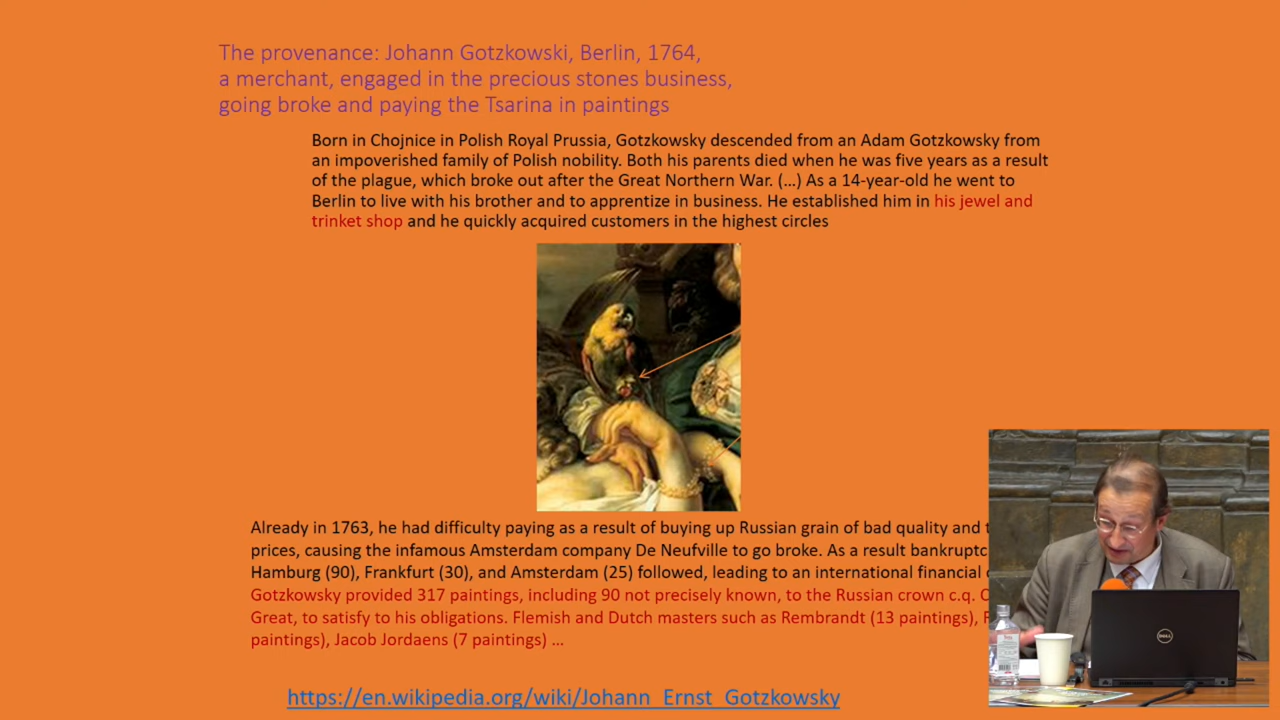 The provenance: Johann Gotzkowski, Berlin, 1764,
a merchant, engaged in the precious stones business,
going broke and paying the Tsarina in paintings
Born in Chojnice in Polish Royal Prussia, Gotzkowsky descended from an Adam Gotzkowsky from
an impoverished family of Polish nobility. Both his parents died when he was five years as a result
of the plague, which broke out after the Great Northern War. (…) As a 14-year-old he went to
Berlin to live with his brother and to apprentize in business. He established him in his jewel and
trinket shop and he quickly acquired customers in the highest circles
Already in 1763, he had difficulty paying as a result of buying up Russian grain of bad quality and
prices, causing the infamous Amsterdam company De Neufville to go broke. As a result
Hamburg (90), Frankfurt (30), and Amsterdam (25) followed, leading to an international financial
Gotzkowsky provided 317 paintings, including 90 not precisely known, to the Russian crown c.q.
Great, to satisfy to his obligations. Flemish and Dutch masters such as Rembrandt (13 paintings),
paintings), Jacob Jordaens (7 paintings) …
https://en.wikipedia.org/wiki/Johann_Ernst_Gotzkowsky
DELL